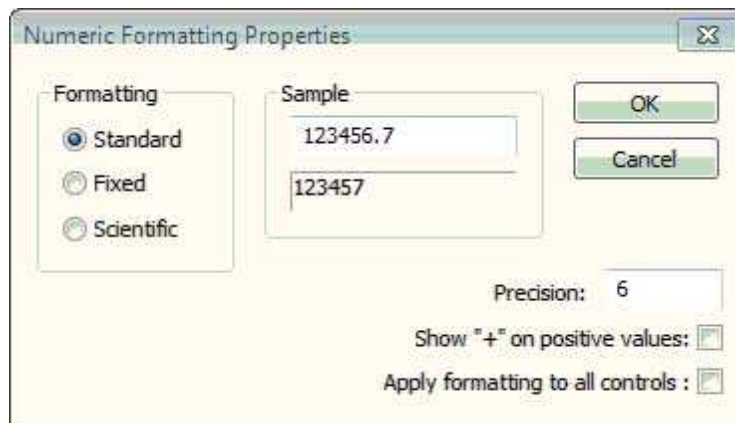 Numeric Formatting Properties
Formatting
Standard
Fixed
Scientific
Sample
123456.7
123457
OK
Cancel
Precision: 6
Show "+" on positive values:
Apply formatting to all controls :